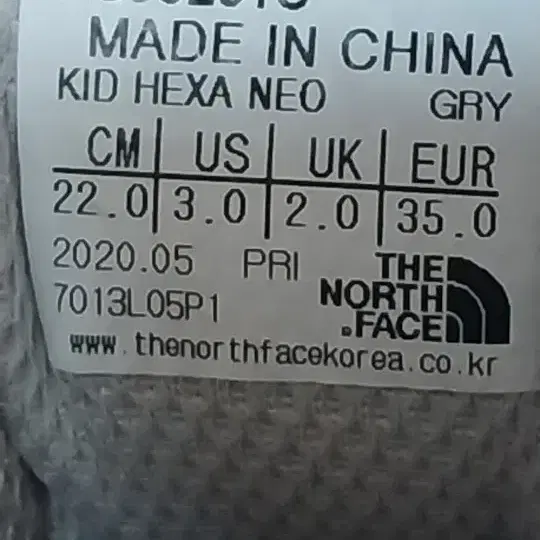 MADE IN CHINA
KID HEXA NEO GRY
CM US UK EUR
22.0 3.0 2.0 35.0
2020.05 PRI
7013L05P1
THE
NORTH
FACE
www.thenorthfacekorea.co.kr